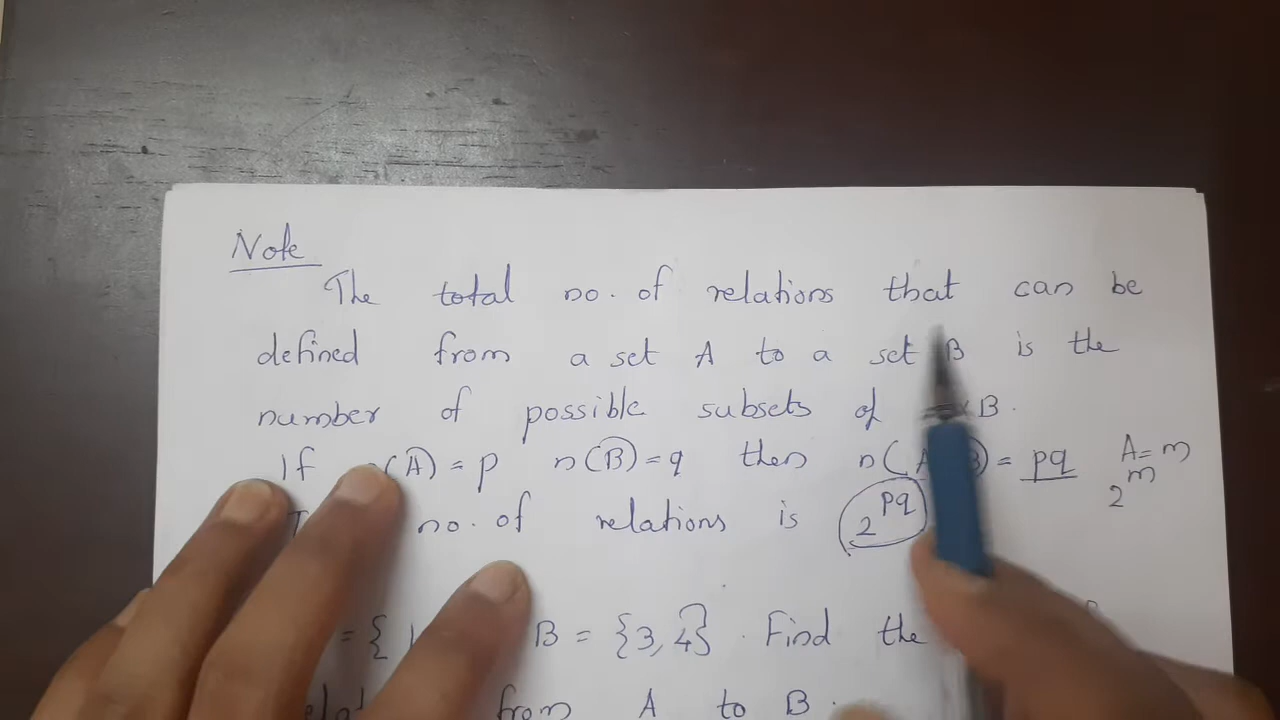 Note
The total no. of relations that can be
defined from a set A to a set B is the
number of possible subsets of ×B.
If (A) = p n(B) = q then n(A B) = pq A = m
no. of relations is 2^pq 2^m
= { B = {3, 4} . Find the
from A to B.